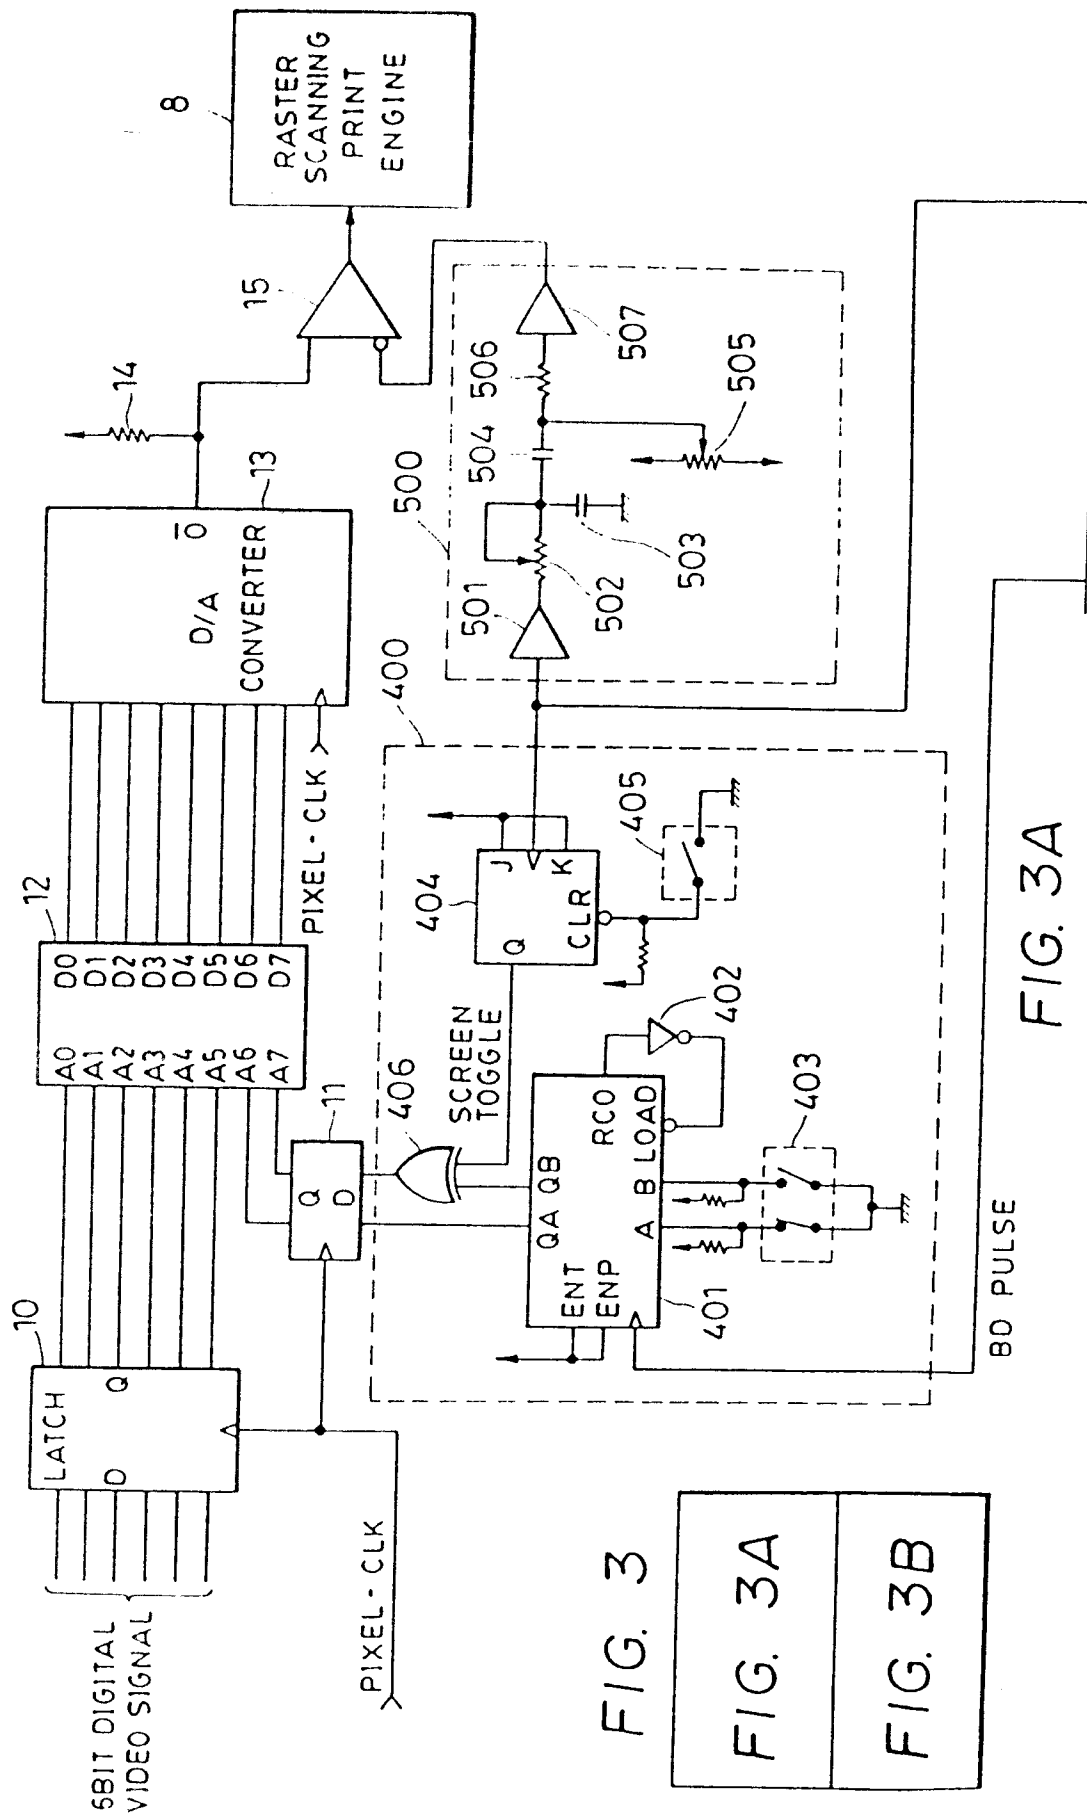 6BIT DIGITAL
VIDEO SIGNAL
LATCH
10
D
Q
PIXEL-CLK
12
A0 D0
A1 D1
A2 D2
A3 D3
A4 D4
A5 D5
A6 D6
A7 D7
11
Q
D
PIXEL-CLK
D/A
CONVERTER
13
O
14
15
8
RASTER
SCANNING
PRINT
ENGINE
400
406
SCREEN
TOGGLE
404
J
K
Q
CLR
405
401
ENT
ENP
QA
QB
RCO
A
B
LOAD
402
403
500
501
502
503
504
505
506
507
BD PULSE
FIG. 3A
FIG. 3
FIG. 3A
FIG. 3B